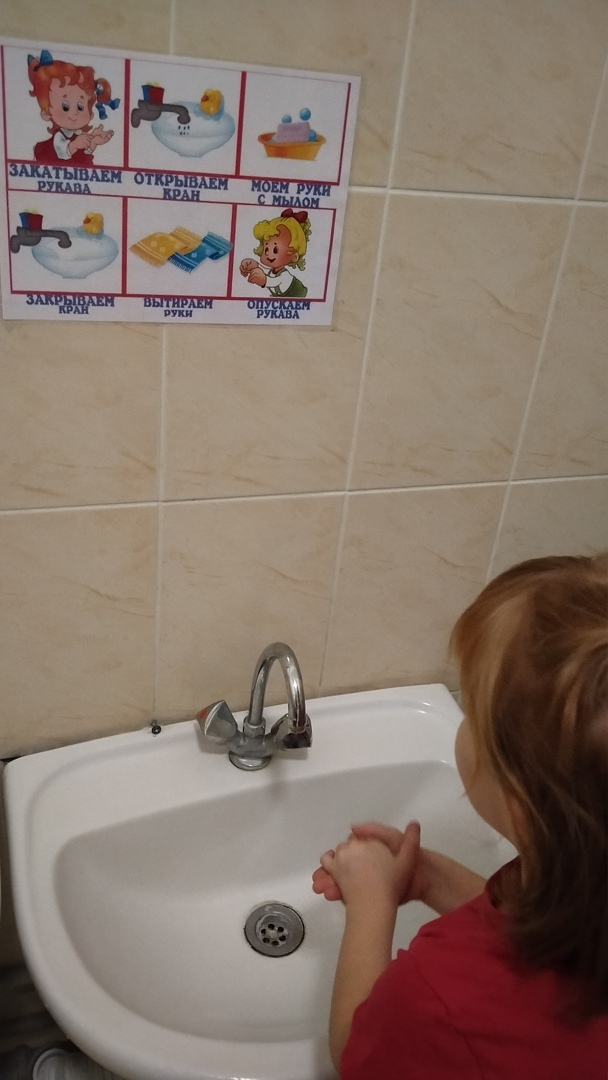 ЗАКАТЫВАЕМ
РУКАВА
ОТКРЫВАЕМ
КРАН
МОЕМ РУКИ
С МЫЛОМ
ЗАКРЫВАЕМ
КРАН
ВЫТИРАЕМ
РУКИ
ОПУСКАЕМ
РУКАВА